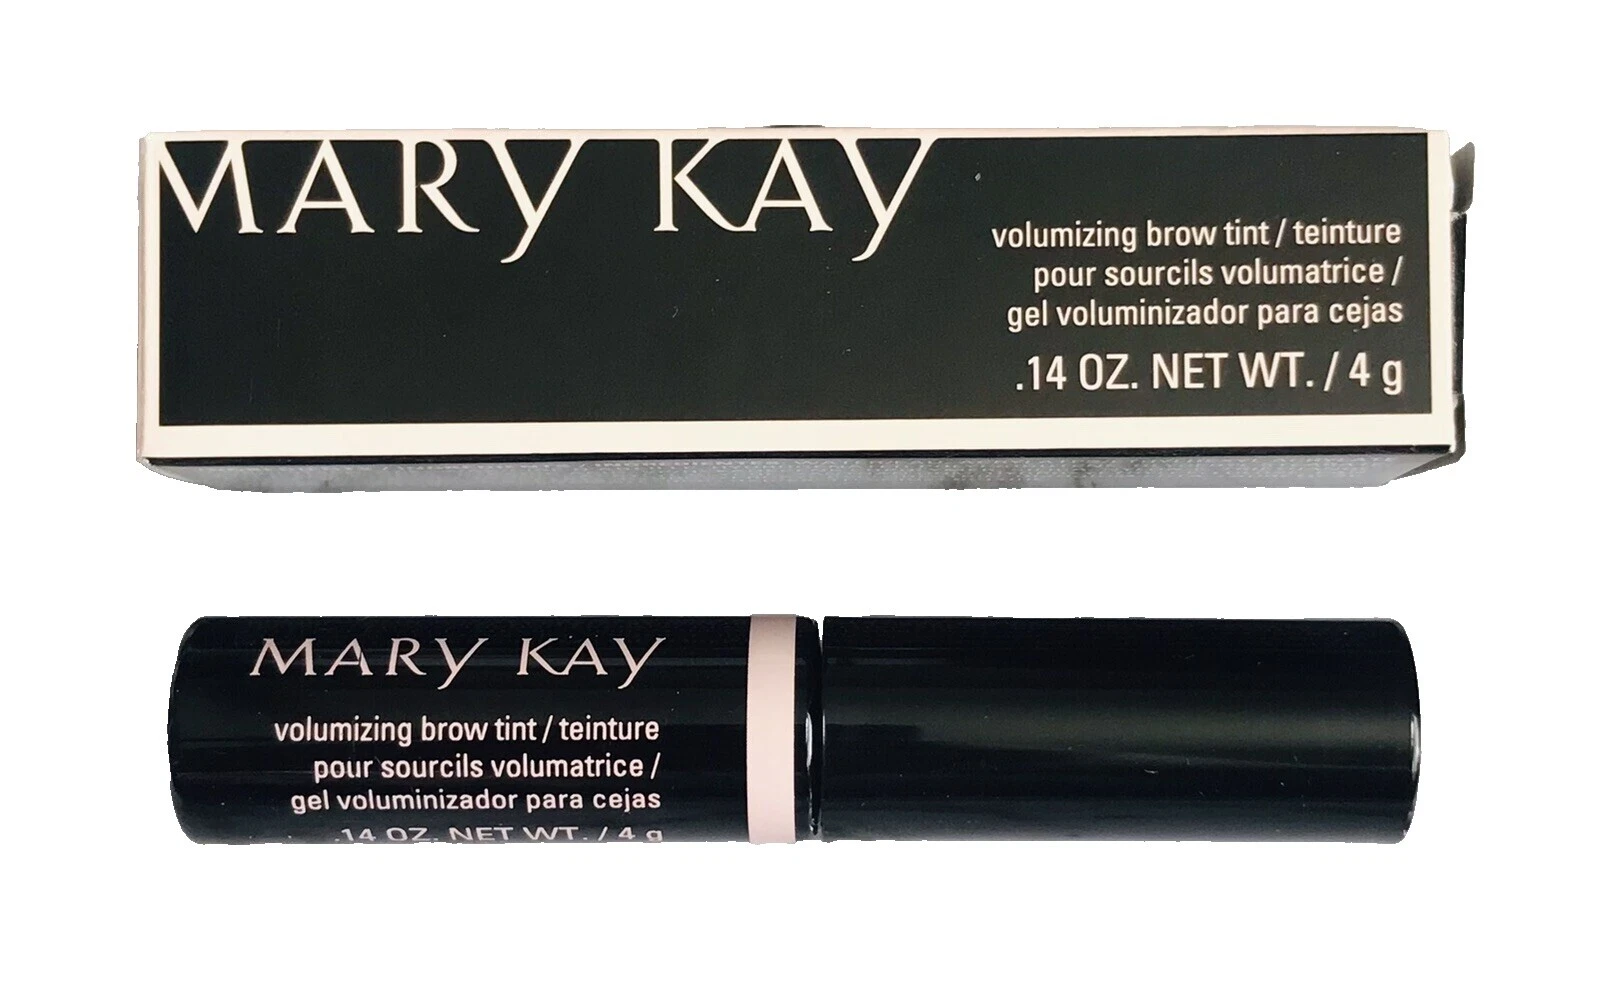 MARY KAY
volumizing brow tint / teinture
pour sourcils volumatrice /
gel voluminizador para cejas
.14 OZ. NET WT. / 4 g
MARY KAY
volumizing brow tint / teinture
pour sourcils volumatrice /
gel voluminizador para cejas
.14 OZ. NET WT. / 4 g